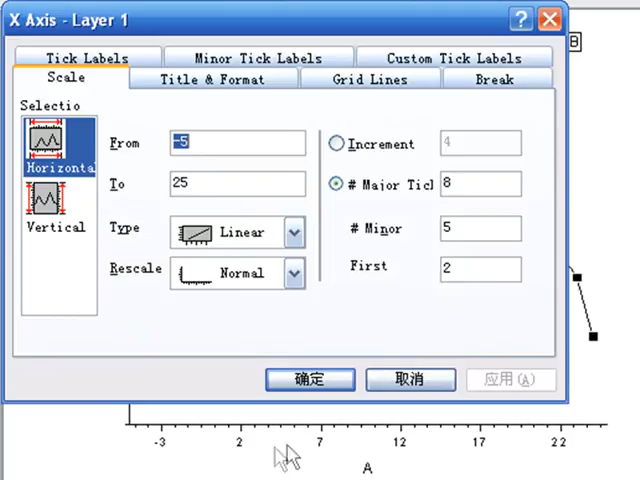 X Axis - Layer 1
Tick Labels Minor Tick Labels Custom Tick Labels
Scale Title & Format Grid Lines Break
Selectio
Horizonta
Vertical
From -5
To 25
Type Linear
Rescale Normal
Increment 4
# Major Tick 8
# Minor 5
First 2
确定 取消 应用(A)
B
-3 2 7 12 17 22
A